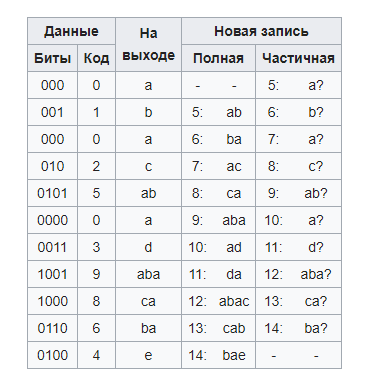 Данные На выходе Новая запись
Биты Код Полная Частичная
000 0 a - - 5: a?
001 1 b 5: ab 6: b?
000 0 a 6: ba 7: a?
010 2 c 7: ac 8: c?
0101 5 ab 8: ca 9: ab?
0000 0 a 9: aba 10: a?
0011 3 d 10: ad 11: d?
1001 9 aba 11: da 12: aba?
1000 8 ca 12: abac 13: ca?
0110 6 ba 13: cab 14: ba?
0100 4 e 14: bae - -